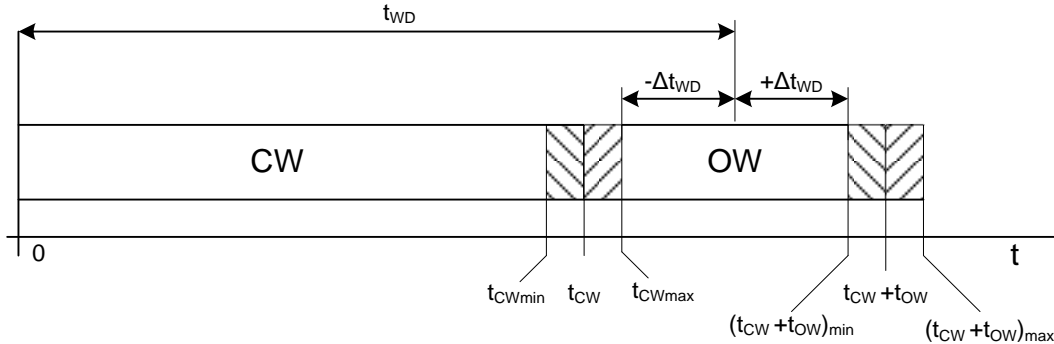 tWD
-ΔtWD
+ΔtWD
CW
OW
0
t
tCWmin
tCW
tCWmax
tCW +tOW
(tCW +tOW)min
(tCW +tOW)max